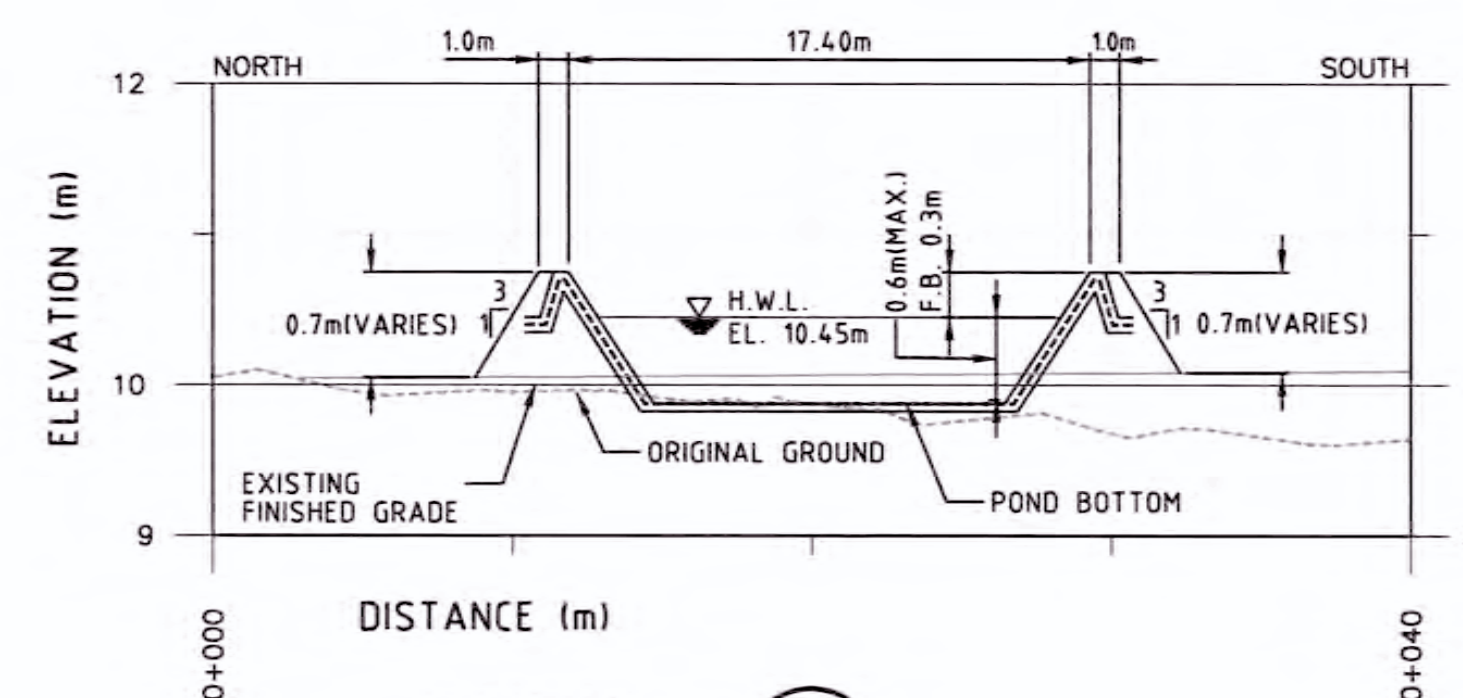 1.0m
17.40m
1.0m
NORTH
SOUTH
12
ELEVATION (m)
0.6m(MAX.)
F.B. 0.3m
3
1
0.7m(VARIES)
H.W.L.
EL. 10.45m
3
1
0.7m(VARIES)
10
ORIGINAL GROUND
EXISTING
FINISHED GRADE
POND BOTTOM
9
DISTANCE (m)
0+000
0+040